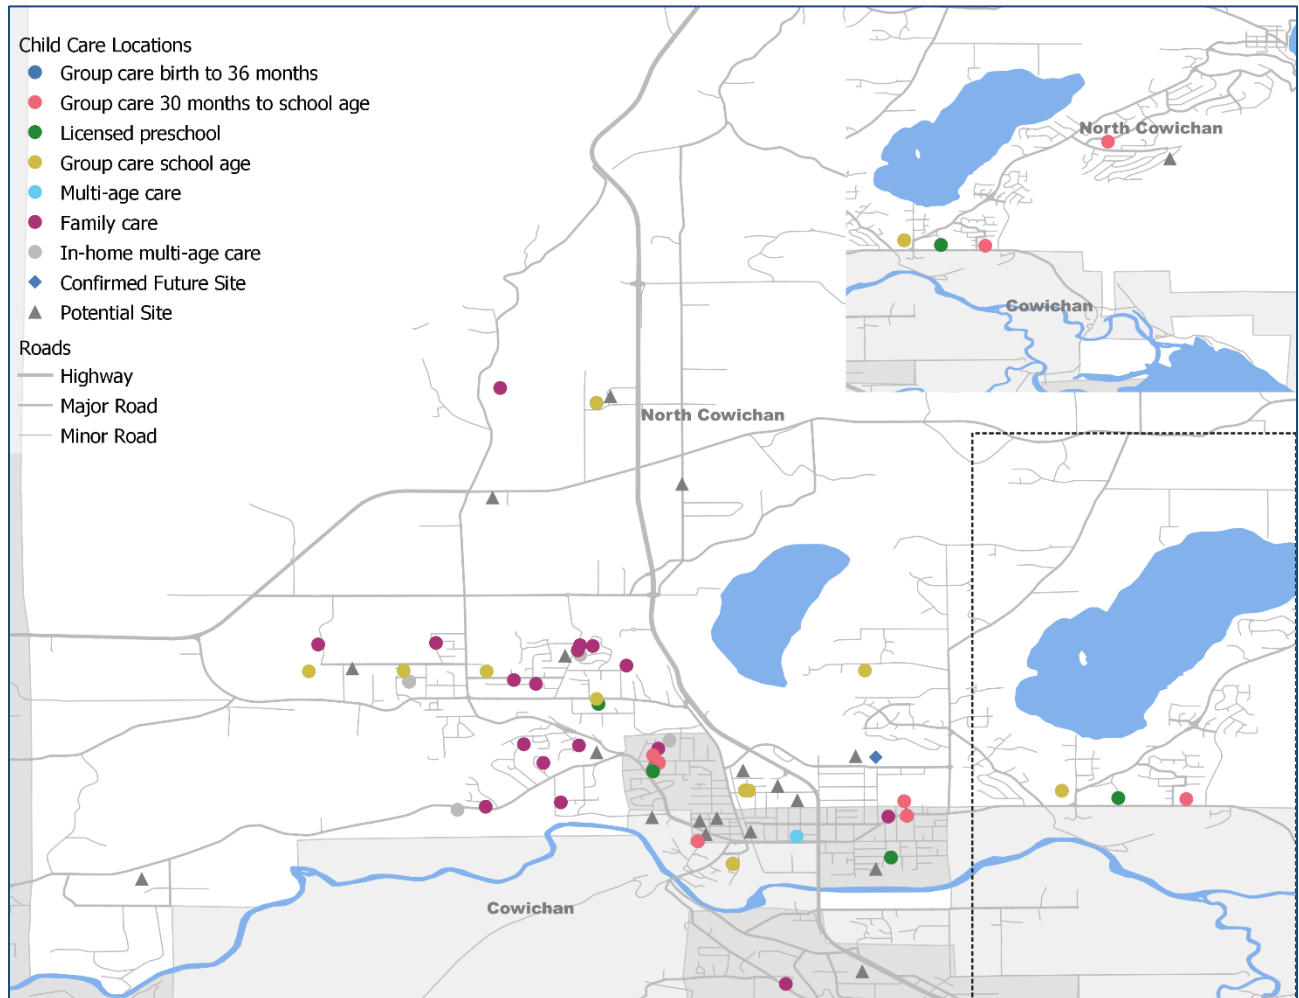 Child Care Locations
Group care birth to 36 months
Group care 30 months to school age
Licensed preschool
Group care school age
Multi-age care
Family care
In-home multi-age care
Confirmed Future Site
Potential Site
Roads
Highway
Major Road
Minor Road
North Cowichan
Cowichan
North Cowichan
Cowichan